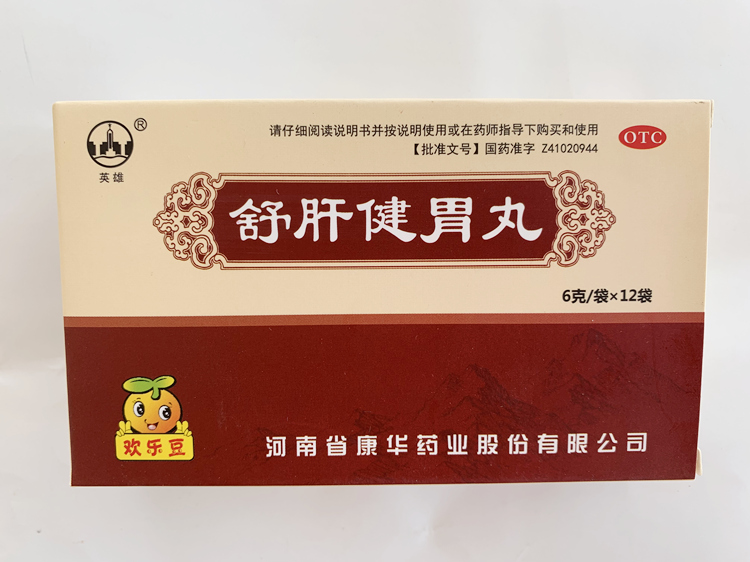 ®
英雄
请仔细阅读说明书并按说明使用或在药师指导下购买和使用
【批准文号】国药准字 Z41020944
OTC
舒肝健胃丸
6克/袋×12袋
欢乐豆
河南省康华药业股份有限公司